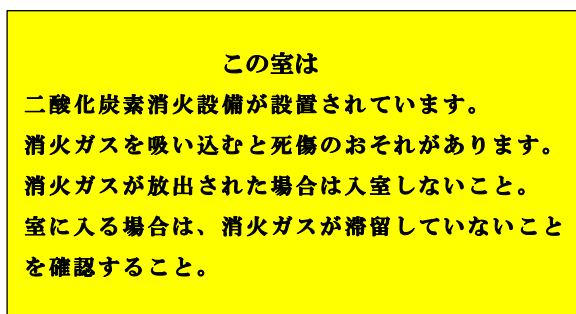 この室は
二酸化炭素消火設備が設置されています。
消火ガスを吸い込むと死傷のおそれがあります。
消火ガスが放出された場合は入室しないこと。
室に入る場合は、消火ガスが滞留していないこと
を確認すること。